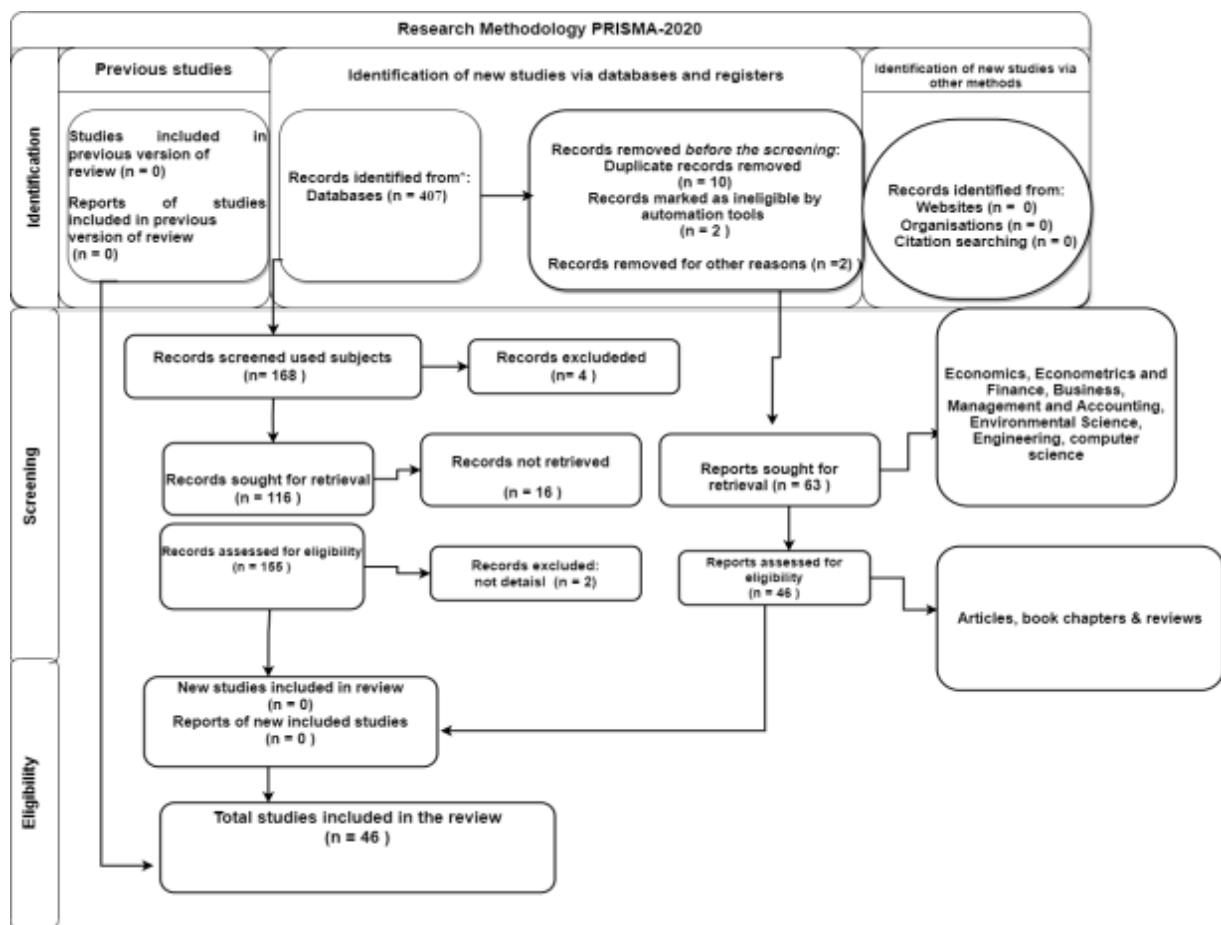 Research Methodology PRISMA-2020
Identification
Previous studies
Identification of new studies via databases and registers
Identification of new studies via
other methods
Studies included in
previous version of
review (n = 0)
Reports of studies
included in previous
version of review
(n = 0)
Records identified from*:
Databases (n = 407)
Records removed before the screening:
Duplicate records removed
(n = 10)
Records marked as ineligible by
automation tools
(n = 2 )
Records removed for other reasons (n =2)
Records identified from:
Websites (n = 0)
Organisations (n = 0)
Citation searching (n = 0)
Screening
Records screened used subjects
(n= 168 )
Records excludeded
(n= 4 )
Economics, Econometrics and
Finance, Business,
Management and Accounting,
Environmental Science,
Engineering, computer
science
Records sought for retrieval
(n = 116 )
Records not retrieved
(n = 16 )
Reports sought for
retrieval (n = 63 )
Records assessed for eligibility
(n = 155 )
Records excluded:
not detaisl (n = 2)
Reports assessed for
eligibility
(n = 46 )
Articles, book chapters & reviews
Eligibility
New studies included in review
(n = 0)
Reports of new included studies
(n = 0 )
Total studies included in the review
(n = 46 )